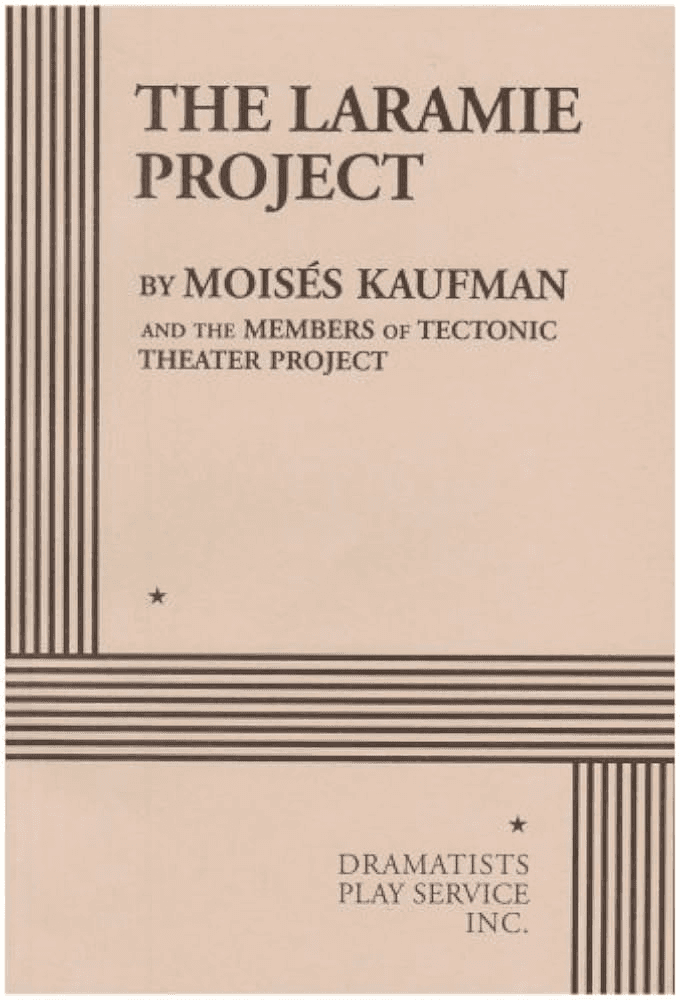 THE LARAMIE
PROJECT
BY MOISÉS KAUFMAN
AND THE MEMBERS OF TECTONIC
THEATER PROJECT
DRAMATISTS
PLAY SERVICE
INC.